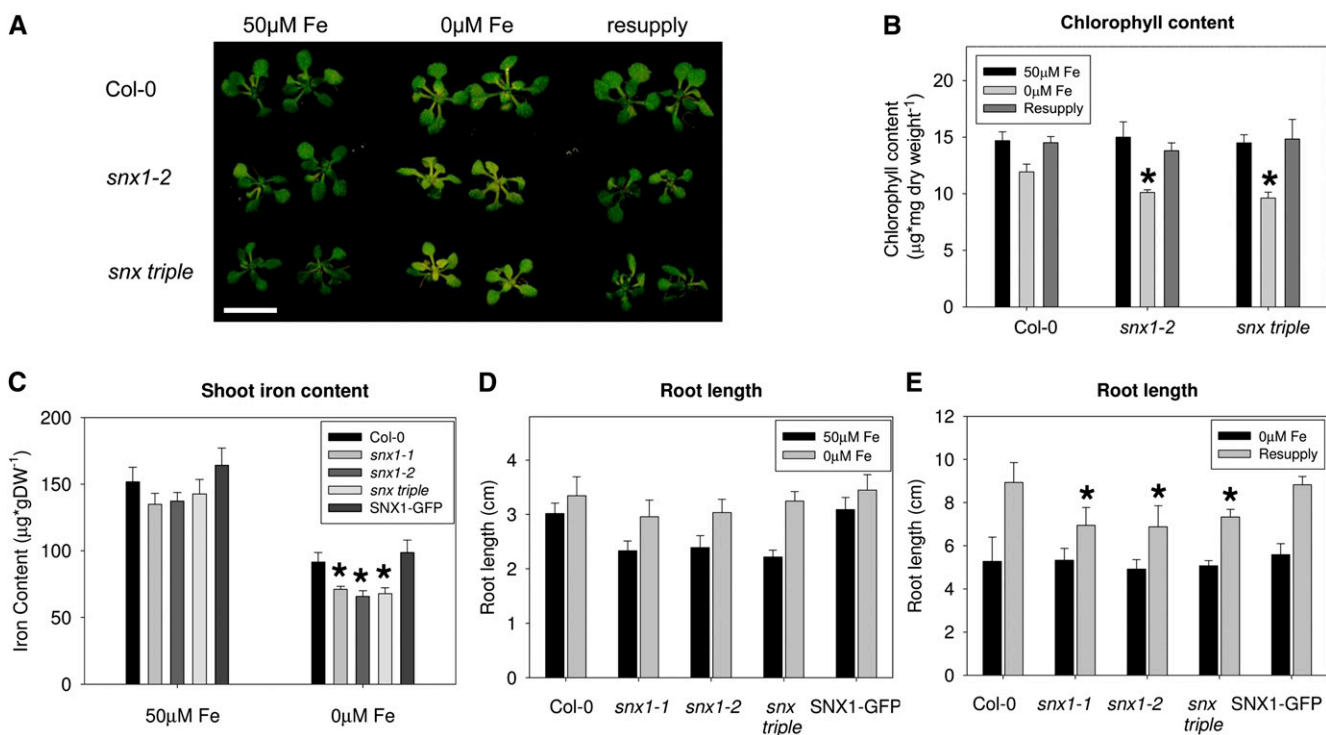 A
50µM Fe
0µM Fe
resupply
Col-0
snx1-2
snx triple
B
Chlorophyll content
Chlorophyll content
(µg*mg dry weight-1)
20
15
10
5
0
50µM Fe
0µM Fe
Resupply
*
*
Col-0
snx1-2
snx triple
C
Shoot iron content
Iron Content (µg*gDW-1)
200
150
100
50
0
Col-0
snx1-1
snx1-2
snx triple
SNX1-GFP
* * *
50µM Fe
0µM Fe
D
Root length
Root length (cm)
4
3
2
1
0
50µM Fe
0µM Fe
Col-0
snx1-1
snx1-2
snx
triple
SNX1-GFP
E
Root length
Root length (cm)
12
10
8
6
4
2
0
0µM Fe
Resupply
* * *
Col-0
snx1-1
snx1-2
snx
triple
SNX1-GFP